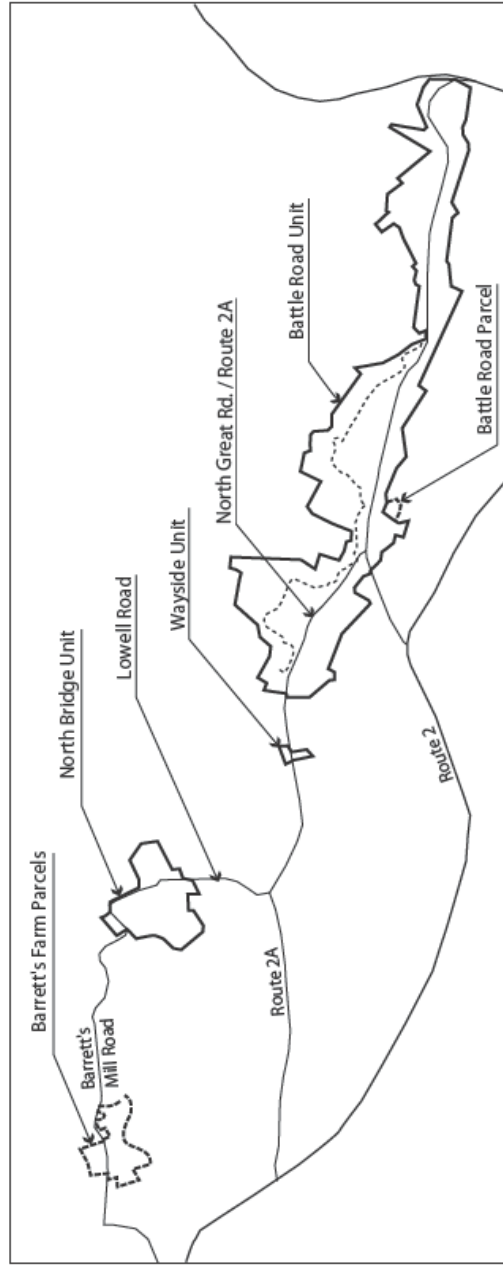 Barrett's Farm Parcels
North Bridge Unit
Lowell Road
Wayside Unit
North Great Rd. / Route 2A
Battle Road Unit
Barrett's
Mill Road
Route 2A
Route 2
Battle Road Parcel